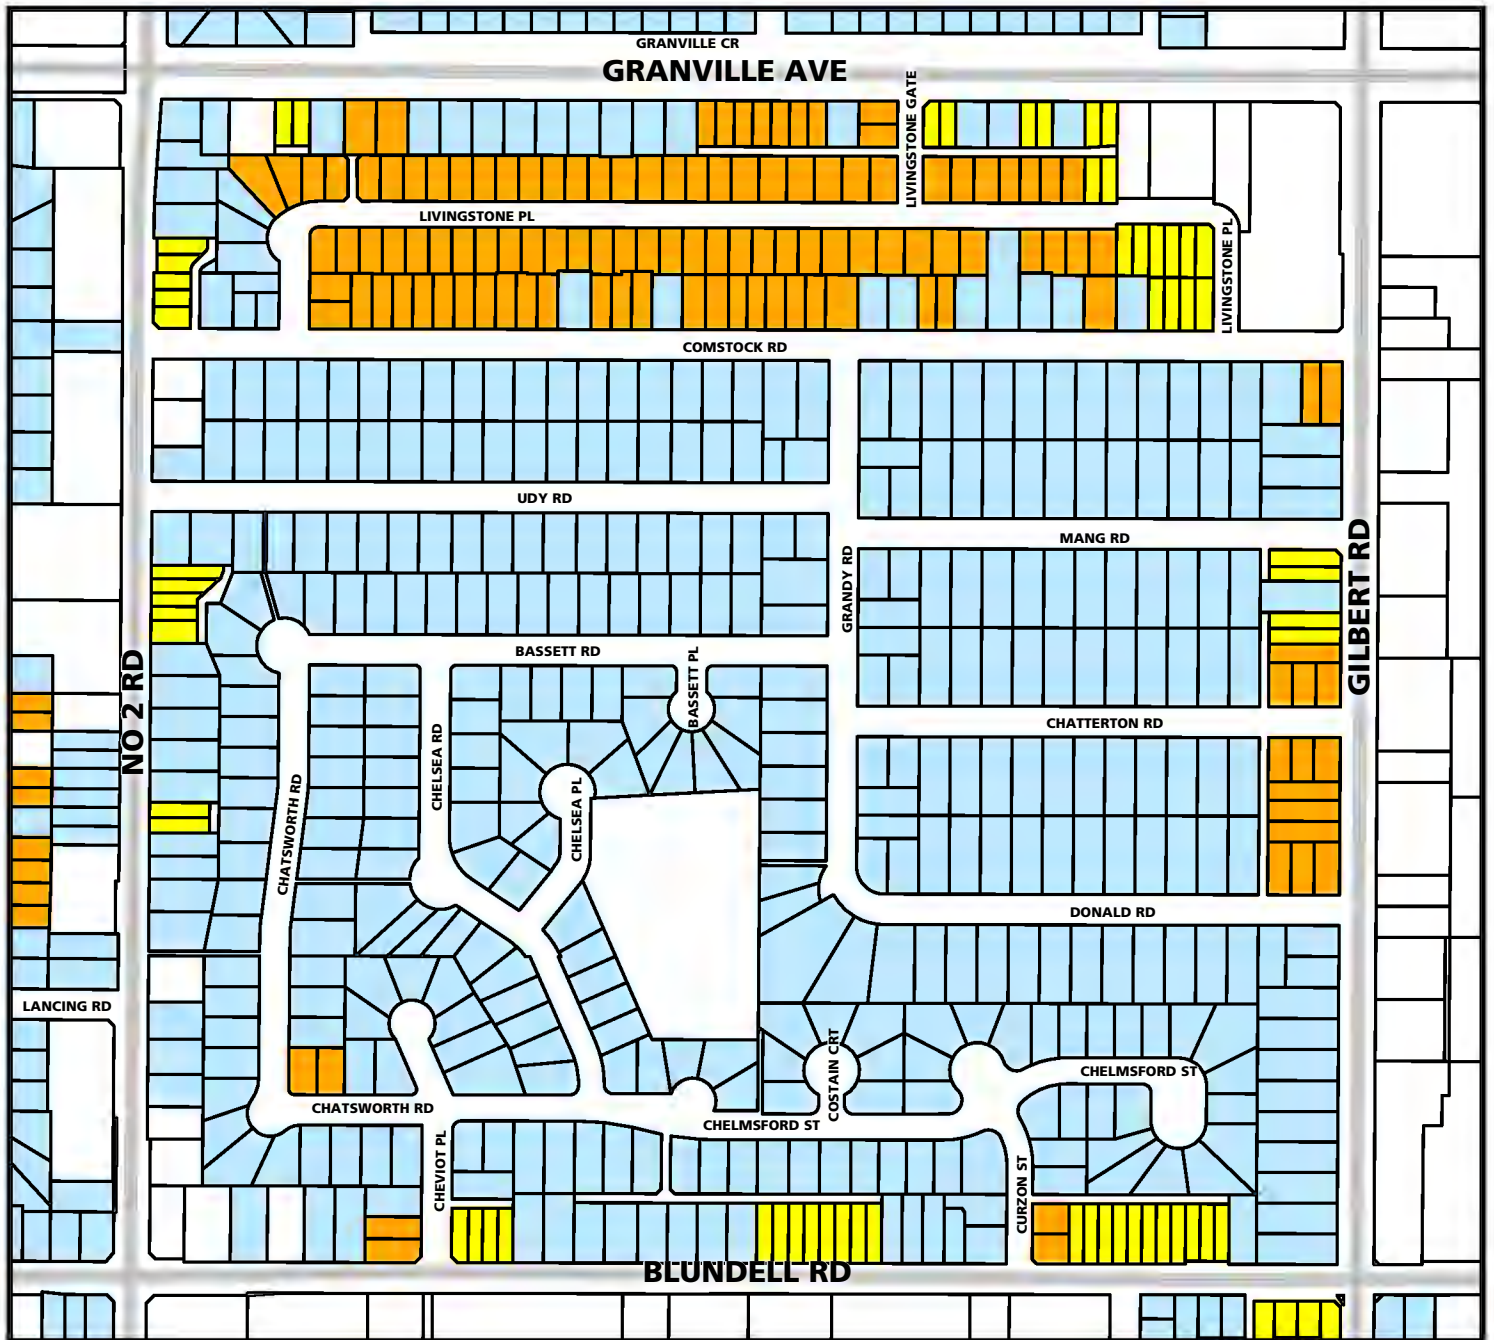 GRANVILLE CR
GRANVILLE AVE
LIVINGSTONE GATE
LIVINGSTONE PL
LIVINGSTONE PL
COMSTOCK RD
UDY RD
MANG RD
GRANDY RD
GILBERT RD
BASSETT RD
BASSETT PL
NO 2 RD
CHATTERTON RD
CHELSEA RD
CHELSEA PL
CHATSWORTH RD
DONALD RD
LANCING RD
COSTAIN CRT
CHELMSFORD ST
CHATSWORTH RD
CHELMSFORD ST
CHEVIOT PL
CURZON ST
BLUNDELL RD